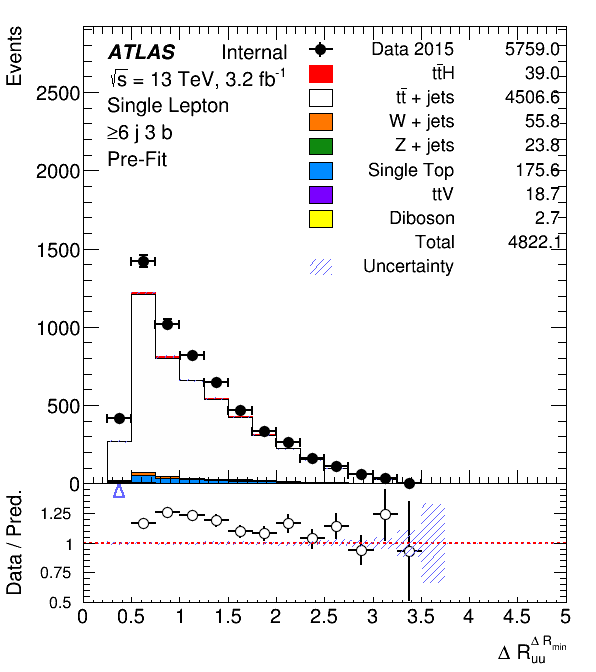 Events
ATLAS Internal
√s = 13 TeV, 3.2 fb-1
Single Lepton
≥6 j 3 b
Pre-Fit
Data 2015 5759.0
tt̄H 39.0
tt̄ + jets 4506.6
W + jets 55.8
Z + jets 23.8
Single Top 175.6
ttV 18.7
Diboson 2.7
Total 4822.1
Uncertainty
2500
2000
1500
1000
500
0
Data / Pred.
1.25
1
0.75
0.5
0 0.5 1 1.5 2 2.5 3 3.5 4 4.5 5
Δ R_uu^Δ R_min